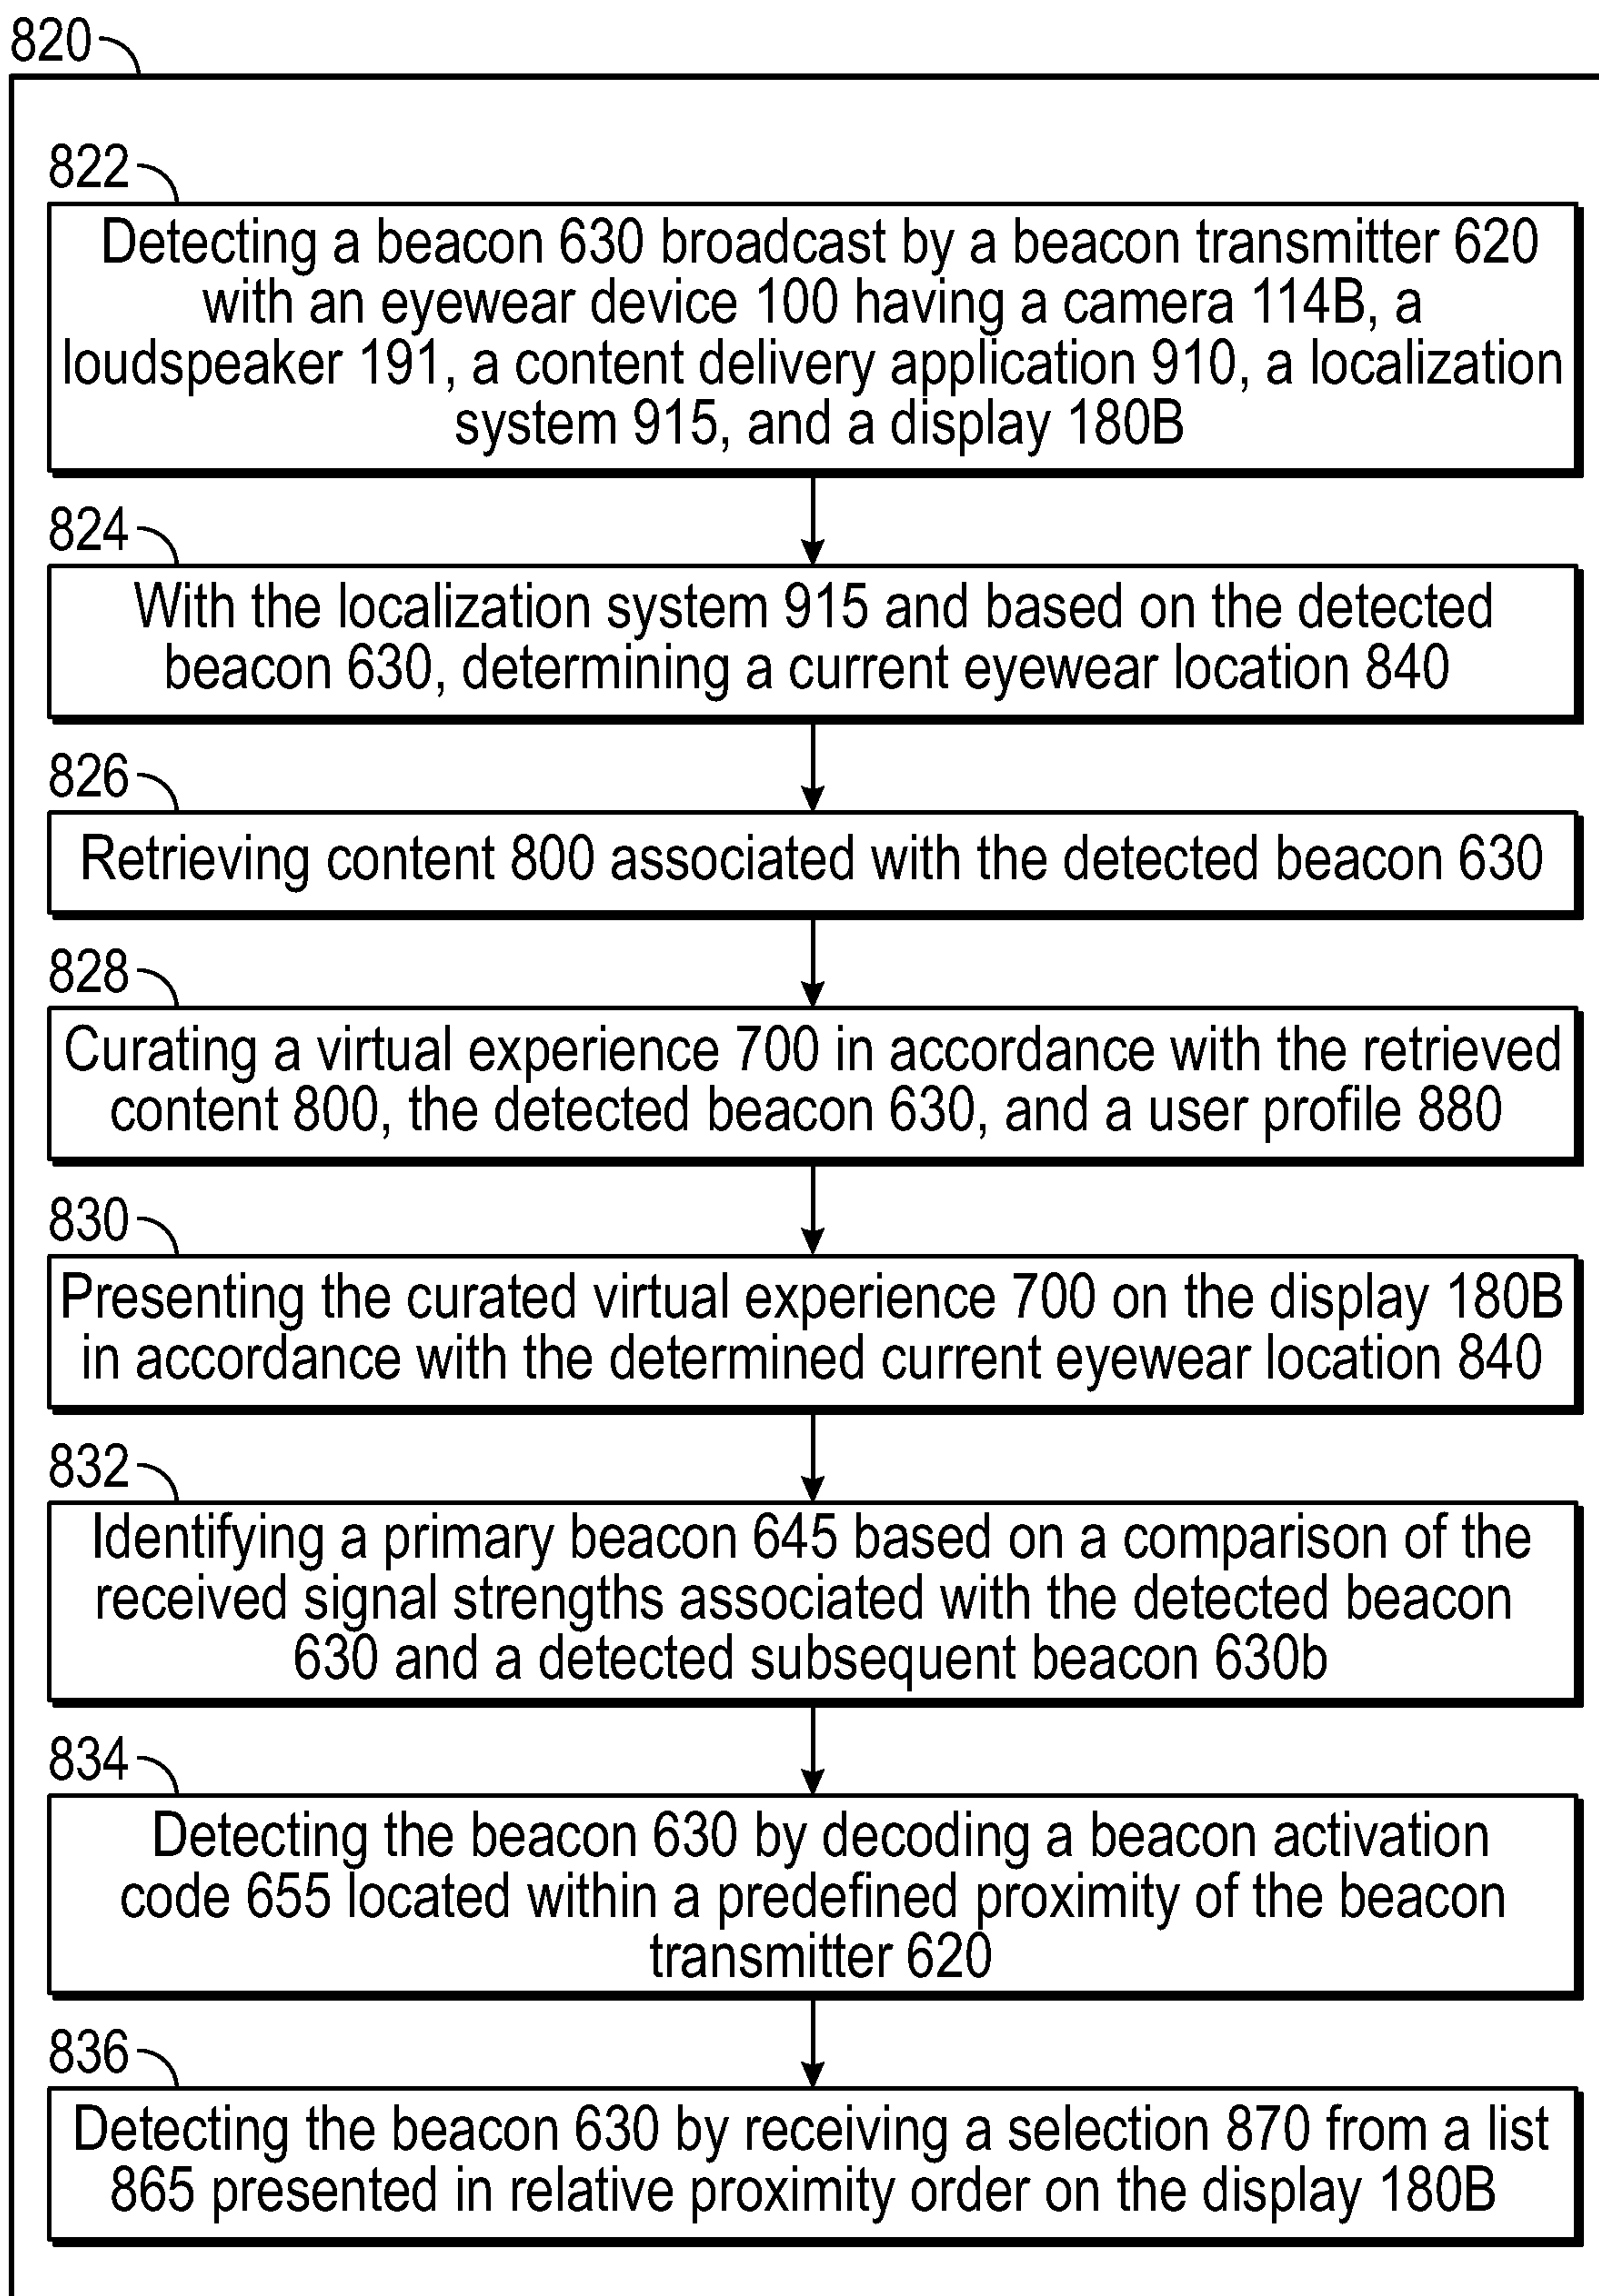 820
822
Detecting a beacon 630 broadcast by a beacon transmitter 620
with an eyewear device 100 having a camera 114B, a
loudspeaker 191, a content delivery application 910, a localization
system 915, and a display 180B
824
With the localization system 915 and based on the detected
beacon 630, determining a current eyewear location 840
826
Retrieving content 800 associated with the detected beacon 630
828
Curating a virtual experience 700 in accordance with the retrieved
content 800, the detected beacon 630, and a user profile 880
830
Presenting the curated virtual experience 700 on the display 180B
in accordance with the determined current eyewear location 840
832
Identifying a primary beacon 645 based on a comparison of the
received signal strengths associated with the detected beacon
630 and a detected subsequent beacon 630b
834
Detecting the beacon 630 by decoding a beacon activation
code 655 located within a predefined proximity of the beacon
transmitter 620
836
Detecting the beacon 630 by receiving a selection 870 from a list
865 presented in relative proximity order on the display 180B